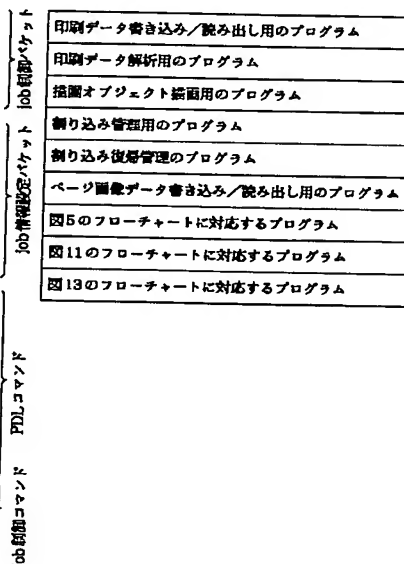 印刷データ書き込み／読み出し用のプログラム
印刷データ解析用のプログラム
描画オブジェクト描画用のプログラム
割り込み管理用のプログラム
割り込み復帰管理のプログラム
ページ画像データ書き込み／読み出し用のプログラム
図5のフローチャートに対応するプログラム
図11のフローチャートに対応するプログラム
図13のフローチャートに対応するプログラム
job制御パケット
job情報設定パケット
PDLコマンド
ob制御コマンド